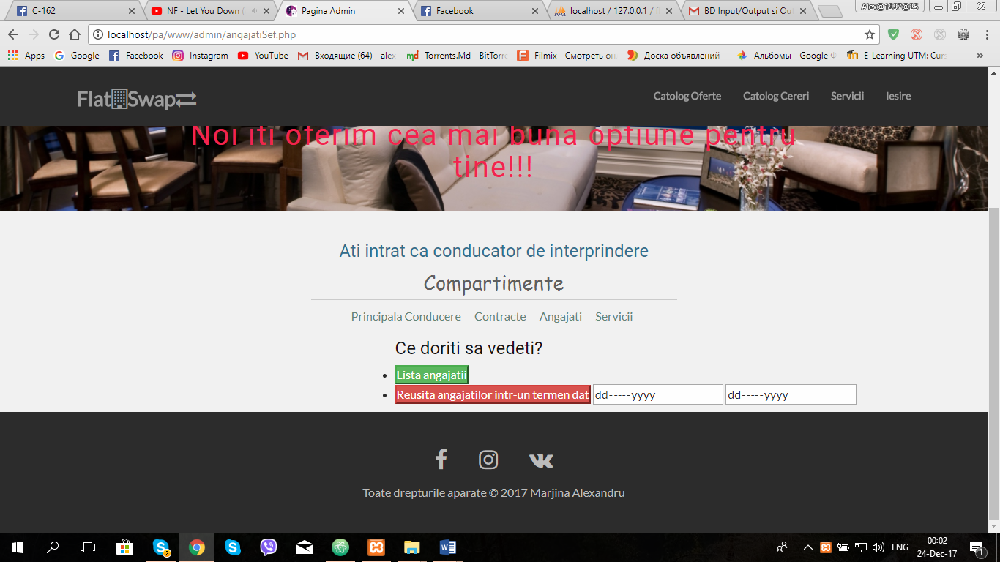 C-162
NF - Let You Down (
Pagina Admin
Facebook
localhost / 127.0.0.1 / f
BD Input/Output si Out
Alex@1997@25
localhost/pa/www/admin/angajatiSef.php
Apps
Google
Facebook
Instagram
YouTube
Входящие (64) - alex
Torrents.Md - BitTorre
Filmix - Смотреть он
Доска объявлений -
Альбомы - Google Ф
E-Learning UTM: Curs
FlatSwap
Catolog Oferte
Catolog Cereri
Servicii
Iesire
Noi iti oferim cea mai buna optiune pentru
tine!!!
Ati intrat ca conducator de interprindere
Compartimente
Principala Conducere
Contracte
Angajati
Servicii
Ce doriti sa vedeti?
Lista angajatii
Reusita angajatilor intr-un termen dat
dd-----yyyy
dd-----yyyy
Toate drepturile aparate © 2017 Marjina Alexandru
ENG
00:02
24-Dec-17